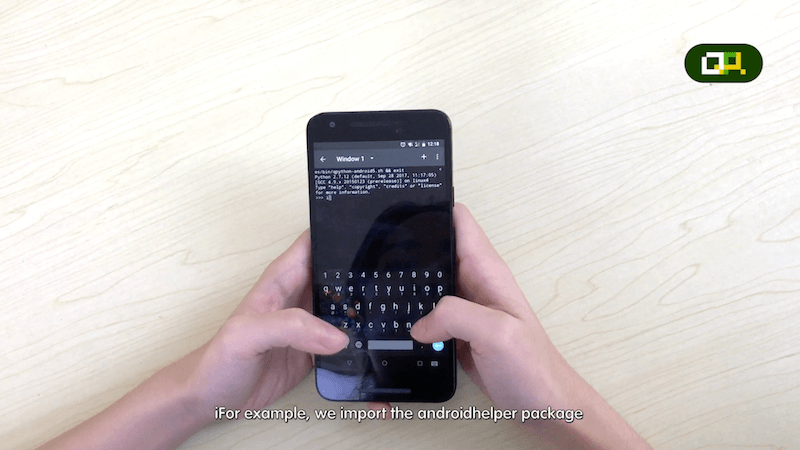 QP.
12:18
Window 1
es/bin/qpython-android5.sh && exit
Python 2.7.12 (default, Sep 28 2017, 11:17:05)
[GCC 4.9.x 20150123 (prerelease)] on linux4
Type "help", "copyright", "credits" or "license"
for more information.
>>> i
1 2 3 4 5 6 7 8 9 0
q w e r t y u i o p
a s d f g h j k l
z x c v b n
iFor example, we import the androidhelper package